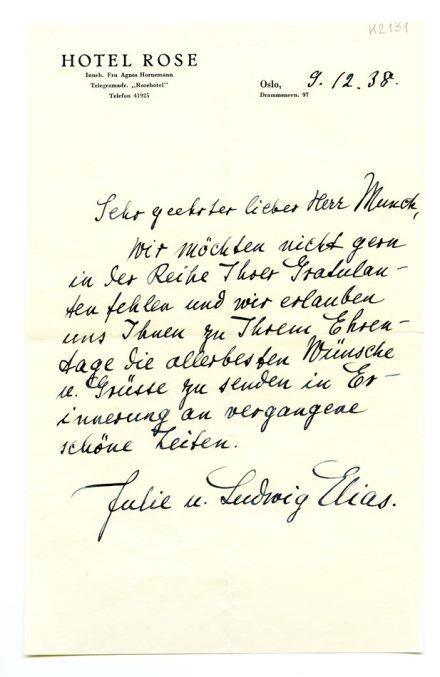 K2131
HOTEL ROSE
Inneh. Fru Agnes Hornemann
Telegramadr. „Rosehotel"
Telefon 41925
Oslo, 9. 12. 38.
Drammensvn. 97
Sehr geehrter lieber Herr Munch,
Wir möchten nicht gern
in der Reihe Ihrer Gratulan-
ten fehlen und wir erlauben
uns Ihnen zu Ihrem Ehren-
tage die allerbesten Wünsche
u. Grüsse zu senden in Er-
innerung an vergangene
schöne Zeiten.
Julie u. Ludwig Elias.